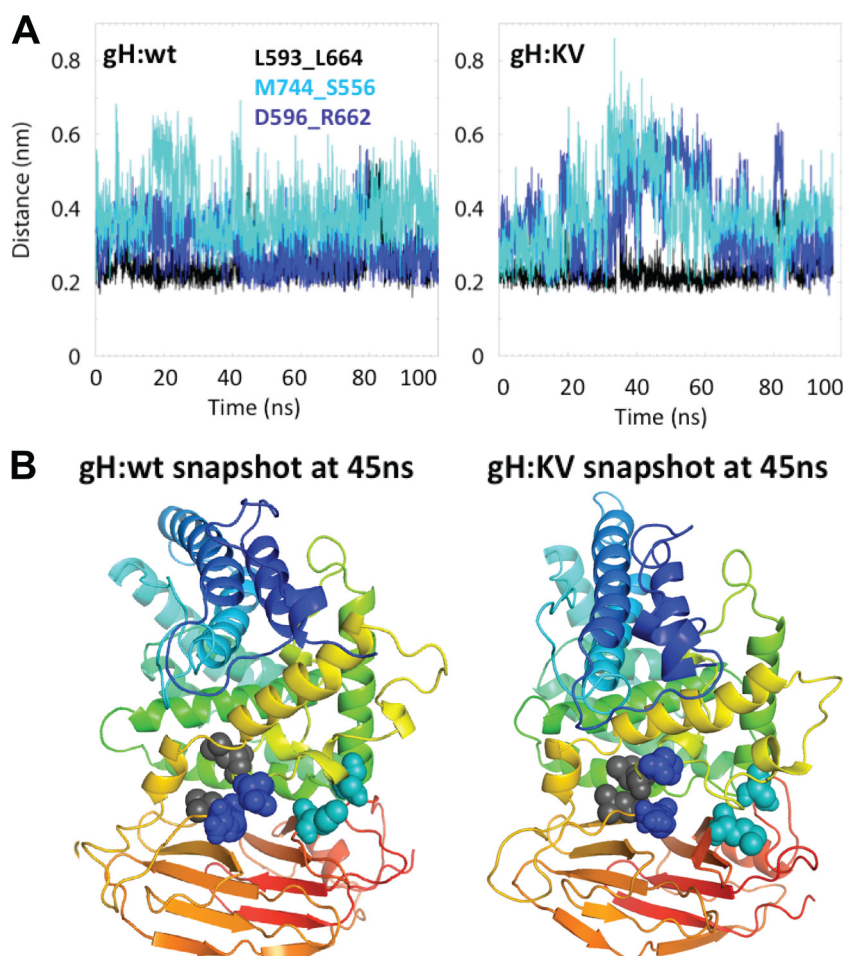 A
gH:wt
L593_L664
M744_S556
D596_R662
gH:KV
Distance (nm)
0.8
0.6
0.4
0.2
0
0.8
0.6
0.4
0.2
0
0 20 40 60 80 100
0 20 40 60 80 100
Time (ns)
Time (ns)
B
gH:wt snapshot at 45ns
gH:KV snapshot at 45ns